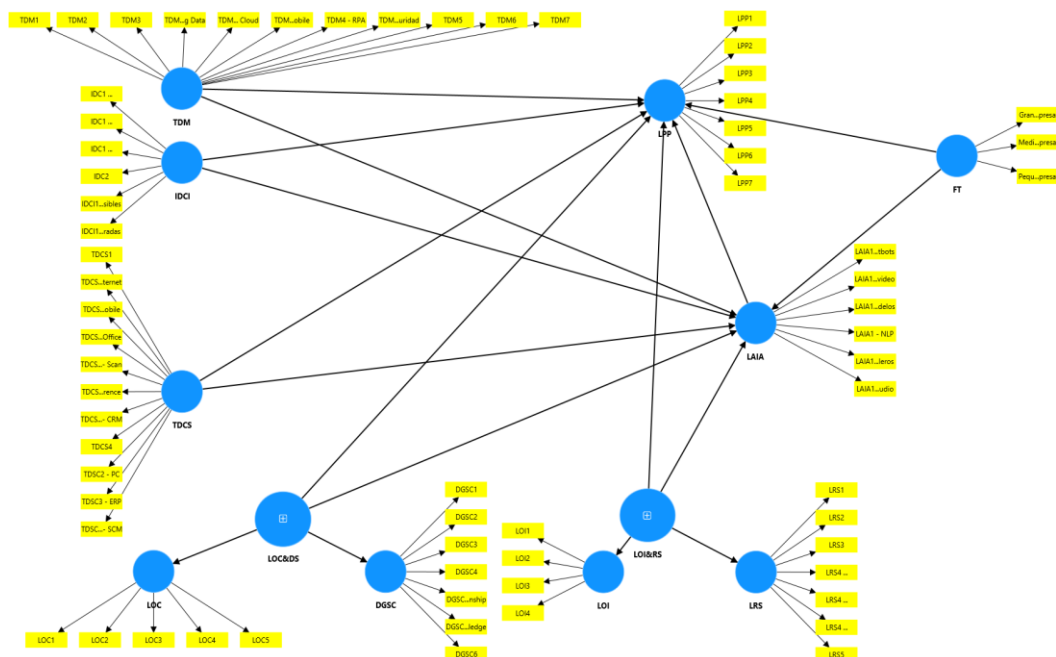 TDM1
TDM2
TDM3
TDM...g Data
TDM... Cloud
TDM...obile
TDM4 - RPA
TDM...uridad
TDM5
TDM6
TDM7
TDM
IDC1 ...
IDC1 ...
IDC1 ...
IDC2
IDCI1...sibles
IDCI1...radas
IDCI
TDCS1
TDCS...ternet
TDCS...obile
TDCS...Office
TDCS...- Scan
TDCS...rence
TDCS...- CRM
TDCS4
TDSC2 - PC
TDSC3 - ERP
TDSC...- SCM
TDCS
LPP1
LPP2
LPP3
LPP4
LPP5
LPP6
LPP7
LPP
Gran...presa
Medi...presa
Pequ...presa
FT
LAIA1...tbots
LAIA1...video
LAIA1...delos
LAIA1 - NLP
LAIA1...leros
LAIA1...udio
LAIA
LOC&DS
LOC
LOC1
LOC2
LOC3
LOC4
LOC5
DGSC1
DGSC2
DGSC3
DGSC4
DGSC...nship
DGSC...ledge
DGSC6
DGSC
LOI&RS
LOI1
LOI2
LOI3
LOI4
LOI
LRS1
LRS2
LRS3
LRS4 ...
LRS4 ...
LRS4 ...
LRS5
LRS